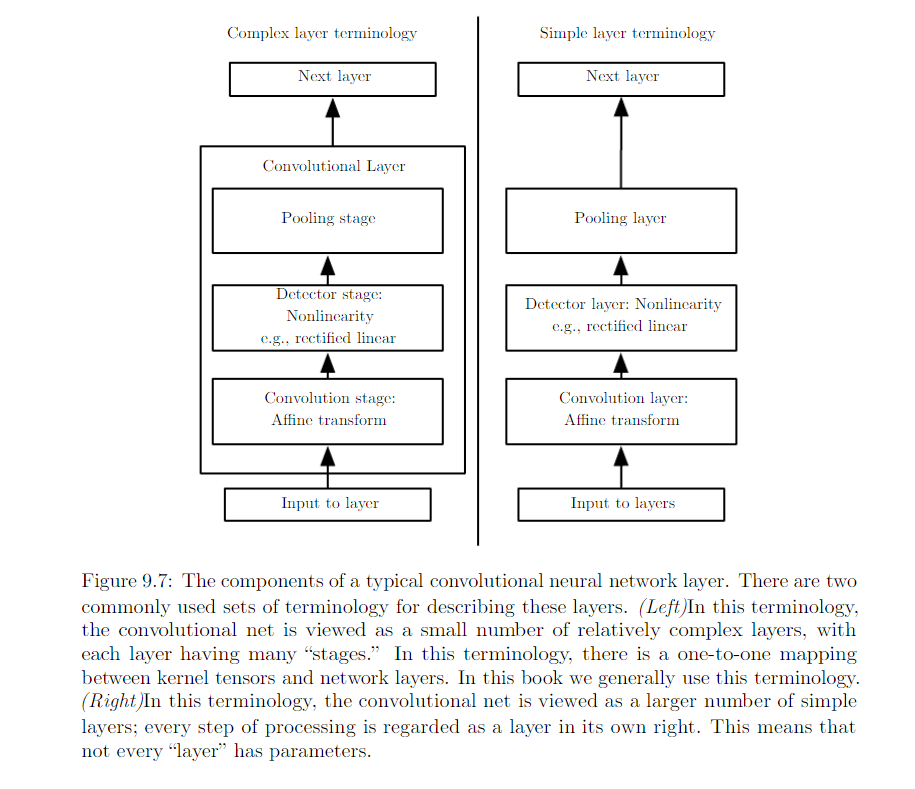 Complex layer terminology
Next layer
Convolutional Layer
Pooling stage
Detector stage:
Nonlinearity
e.g., rectified linear
Convolution stage:
Affine transform
Input to layer
Simple layer terminology
Next layer
Pooling layer
Detector layer: Nonlinearity
e.g., rectified linear
Convolution layer:
Affine transform
Input to layers
Figure 9.7: The components of a typical convolutional neural network layer. There are two
commonly used sets of terminology for describing these layers. (Left)In this terminology,
the convolutional net is viewed as a small number of relatively complex layers, with
each layer having many “stages.” In this terminology, there is a one-to-one mapping
between kernel tensors and network layers. In this book we generally use this terminology.
(Right)In this terminology, the convolutional net is viewed as a larger number of simple
layers; every step of processing is regarded as a layer in its own right. This means that
not every “layer” has parameters.